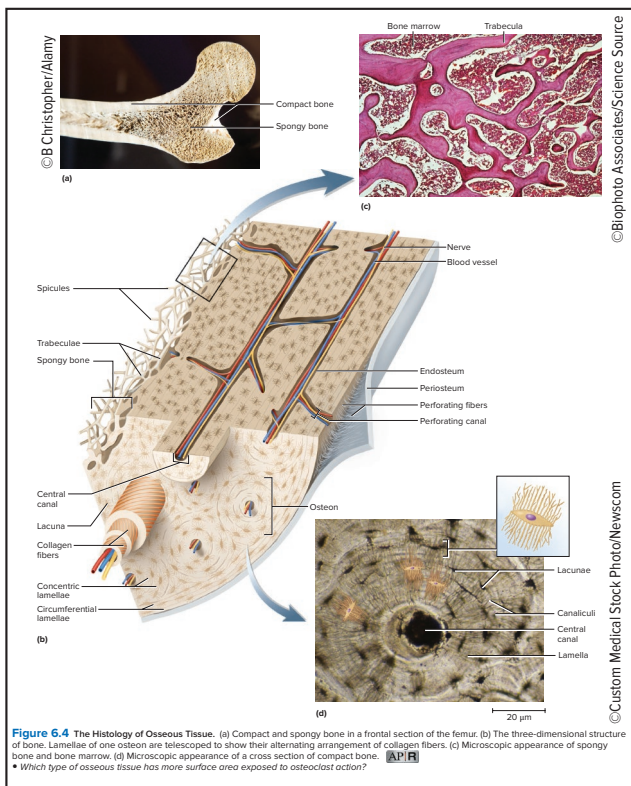 ©B Christopher/Alamy
Compact bone
Spongy bone
(a)
Bone marrow
Trabecula
(c)
©Biophoto Associates/Science Source
Nerve
Blood vessel
Spicules
Trabeculae
Spongy bone
Endosteum
Periosteum
Perforating fibers
Perforating canal
Central
canal
Lacuna
Collagen
fibers
Concentric
lamellae
Circumferential
lamellae
(b)
Osteon
Lacunae
Canaliculi
Central
canal
Lamella
(d)
20 μm
©Custom Medical Stock Photo/Newscom
Figure 6.4 The Histology of Osseous Tissue. (a) Compact and spongy bone in a frontal section of the femur. (b) The three-dimensional structure
of bone. Lamellae of one osteon are telescoped to show their alternating arrangement of collagen fibers. (c) Microscopic appearance of spongy
bone and bone marrow. (d) Microscopic appearance of a cross section of compact bone. AP|R
• Which type of osseous tissue has more surface area exposed to osteoclast action?